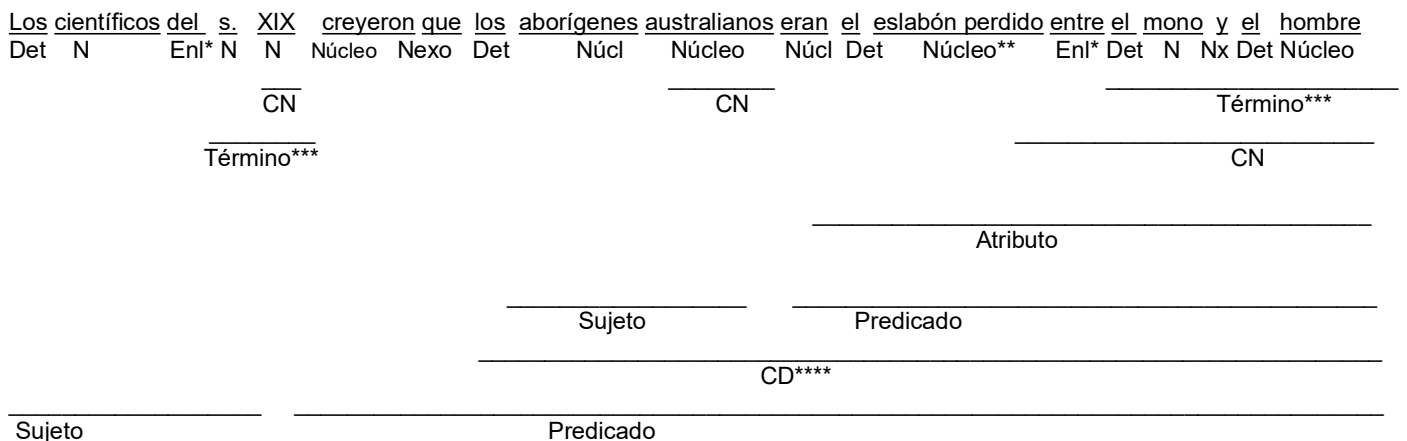 Los científicos del s. XIX creyeron que los aborígenes australianos eran el eslabón perdido entre el mono y el hombre
Det N Enl* N N Núcleo Nexo Det Núcl Núcleo Núcl Det Núcleo** Enl* Det N Nx Det Núcleo
CN CN Término***
Término*** CN
Atributo
Sujeto Predicado
CD****
Sujeto Predicado